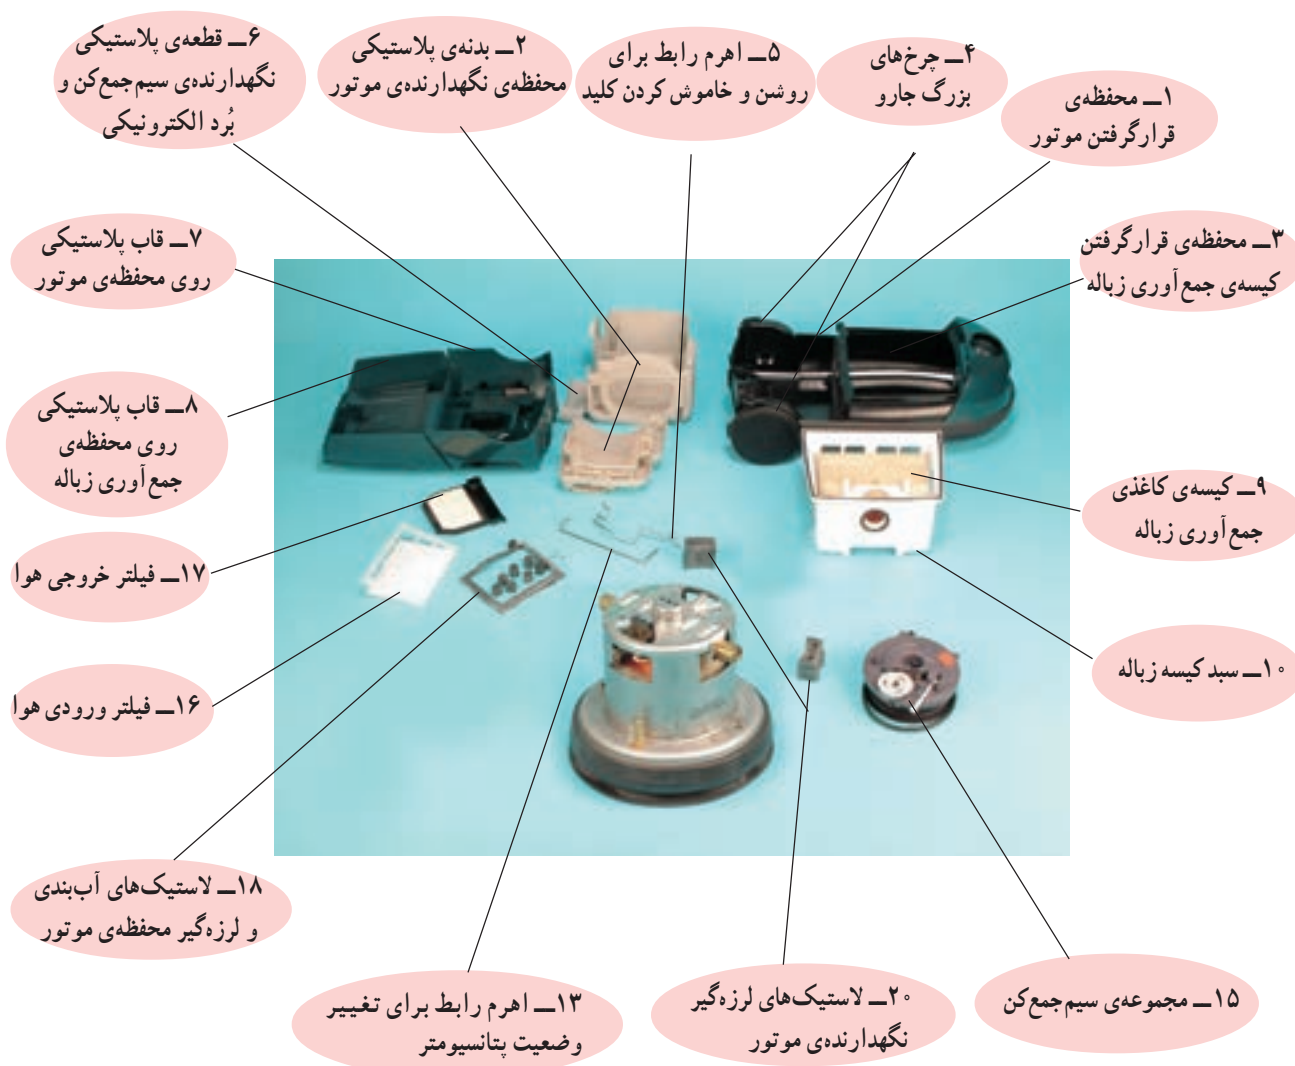 ۶ــ قطعه‌ی پلاستیکی
نگهدارنده‌ی سیم‌جمع‌کن و
بُرد الکترونیکی
۲ــ بدنه‌ی پلاستیکی
محفظه‌ی نگهدارنده‌ی موتور
۵ــ اهرم رابط برای
روشن و خاموش کردن کلید
۴ــ چرخ‌های
بزرگ جارو
۱ــ محفظه‌ی
قرارگرفتن موتور
۷ــ قاب پلاستیکی
روی محفظه‌ی موتور
۳ــ محفظه‌ی قرارگرفتن
کیسه‌ی جمع‌آوری زباله
۸ــ قاب پلاستیکی
روی محفظه‌ی
جمع‌آوری زباله
۹ــ کیسه‌ی کاغذی
جمع‌آوری زباله
۱۷ــ فیلتر خروجی هوا
۱۰ــ سبد کیسه زباله
۱۶ــ فیلتر ورودی هوا
۱۸ــ لاستیک‌های آب‌بندی
و لرزه‌گیر محفظه‌ی موتور
۱۳ــ اهرم رابط برای تغییر
وضعیت پتانسیومتر
۲۰ــ لاستیک‌های لرزه‌گیر
نگهدارنده‌ی موتور
۱۵ــ مجموعه‌ی سیم‌جمع‌کن